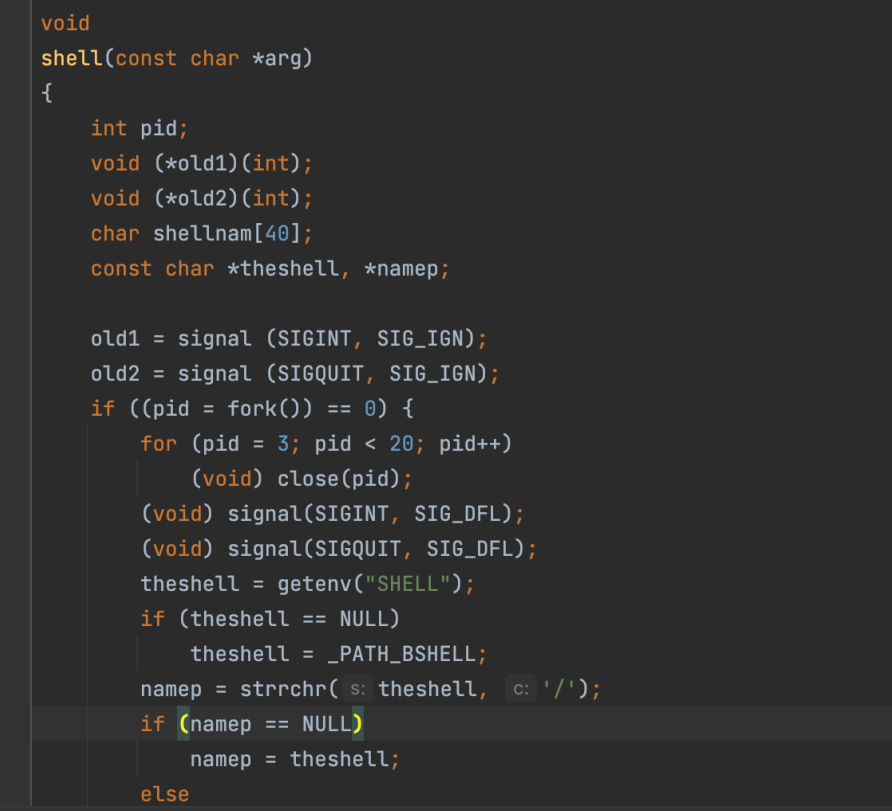 void
shell(const char *arg)
{
    int pid;
    void (*old1)(int);
    void (*old2)(int);
    char shellnam[40];
    const char *theshell, *namep;

    old1 = signal (SIGINT, SIG_IGN);
    old2 = signal (SIGQUIT, SIG_IGN);
    if ((pid = fork()) == 0) {
        for (pid = 3; pid < 20; pid++)
            (void) close(pid);
        (void) signal(SIGINT, SIG_DFL);
        (void) signal(SIGQUIT, SIG_DFL);
        theshell = getenv("SHELL");
        if (theshell == NULL)
            theshell = _PATH_BSHELL;
        namep = strrchr( s: theshell, c: '/');
        if (namep == NULL)
            namep = theshell;
        else